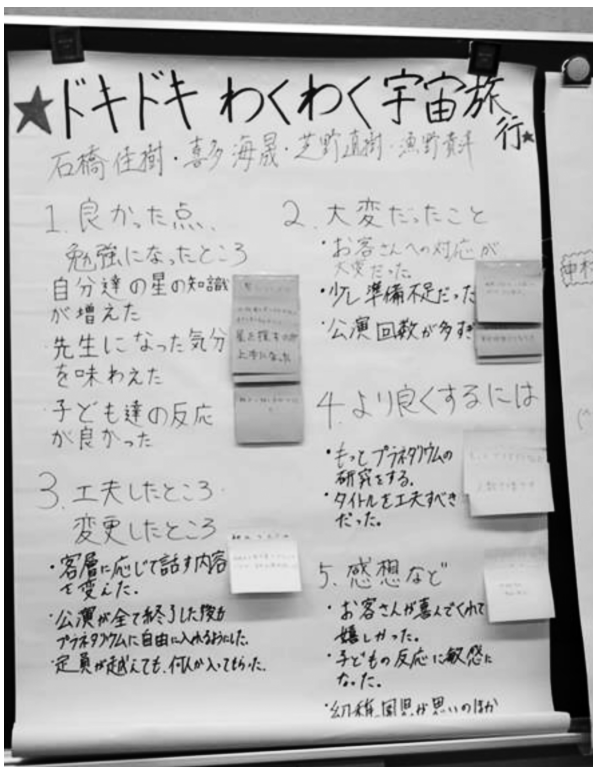 ★ドキドキ わくわく宇宙旅行★
石橋佳樹・喜多海晟・芝野直樹・漁野貴洋
1. 良かった点、
勉強になったところ
自分達の星の知識
が増えた
・先生になった気分
を味わえた
・子ども達の反応
が良かった
星を探すのが
上手になった
2. 大変だったこと
・お客さんへの対応が
大変だった。
・少し準備不足だった
・公演回数が多すぎ
3. 工夫したところ・
変更したところ
・客層に応じて話す内容
を変えた。
・公演が全て終了した後も
プラネタリウムに自由に入れるようにした。
・定員が越えても、何人か入ってもらった。
4. より良くするには
・もっとプラネタリウムの
研究をする。
・タイトルを工夫すべき
だった。
5. 感想など
・お客さんが喜んでくれて
嬉しかった。
・子どもの反応に敏感に
なった。
・幼稚園児が思いのほか